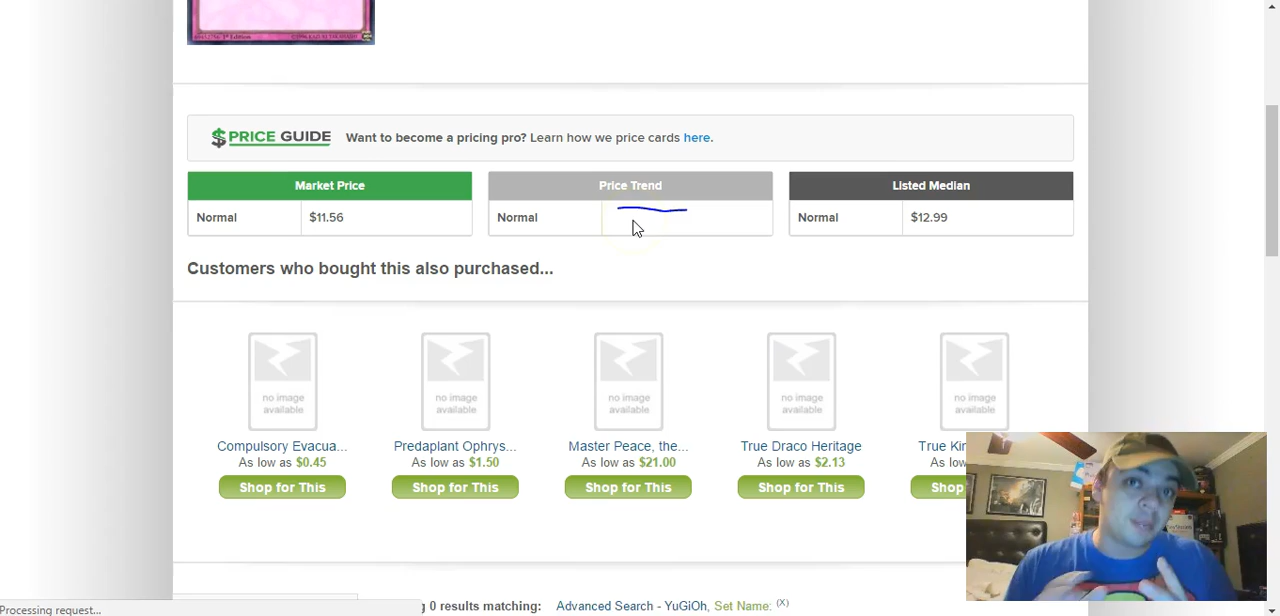 1st Edition
PRICE GUIDE Want to become a pricing pro? Learn how we price cards here.
Market Price Price Trend Listed Median
Normal $11.56 Normal Normal $12.99
Customers who bought this also purchased...
no image available no image available no image available no image available no image available
Compulsory Evacua... Predaplant Ophrys... Master Peace, the... True Draco Heritage True Kin
As low as $0.45 As low as $1.50 As low as $21.00 As low as $2.13 As low
Shop for This Shop for This Shop for This Shop for This Shop
g 0 results matching: Advanced Search - YuGiOh, Set Name: (X)
Processing request...